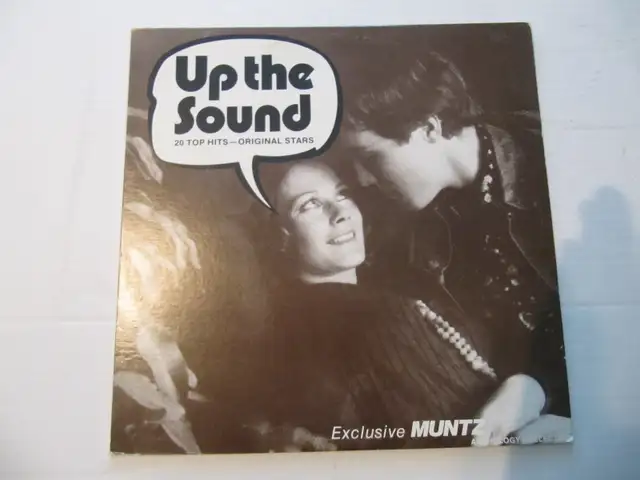 Up the
Sound
20 TOP HITS—ORIGINAL STARS
Exclusive MUNTZ